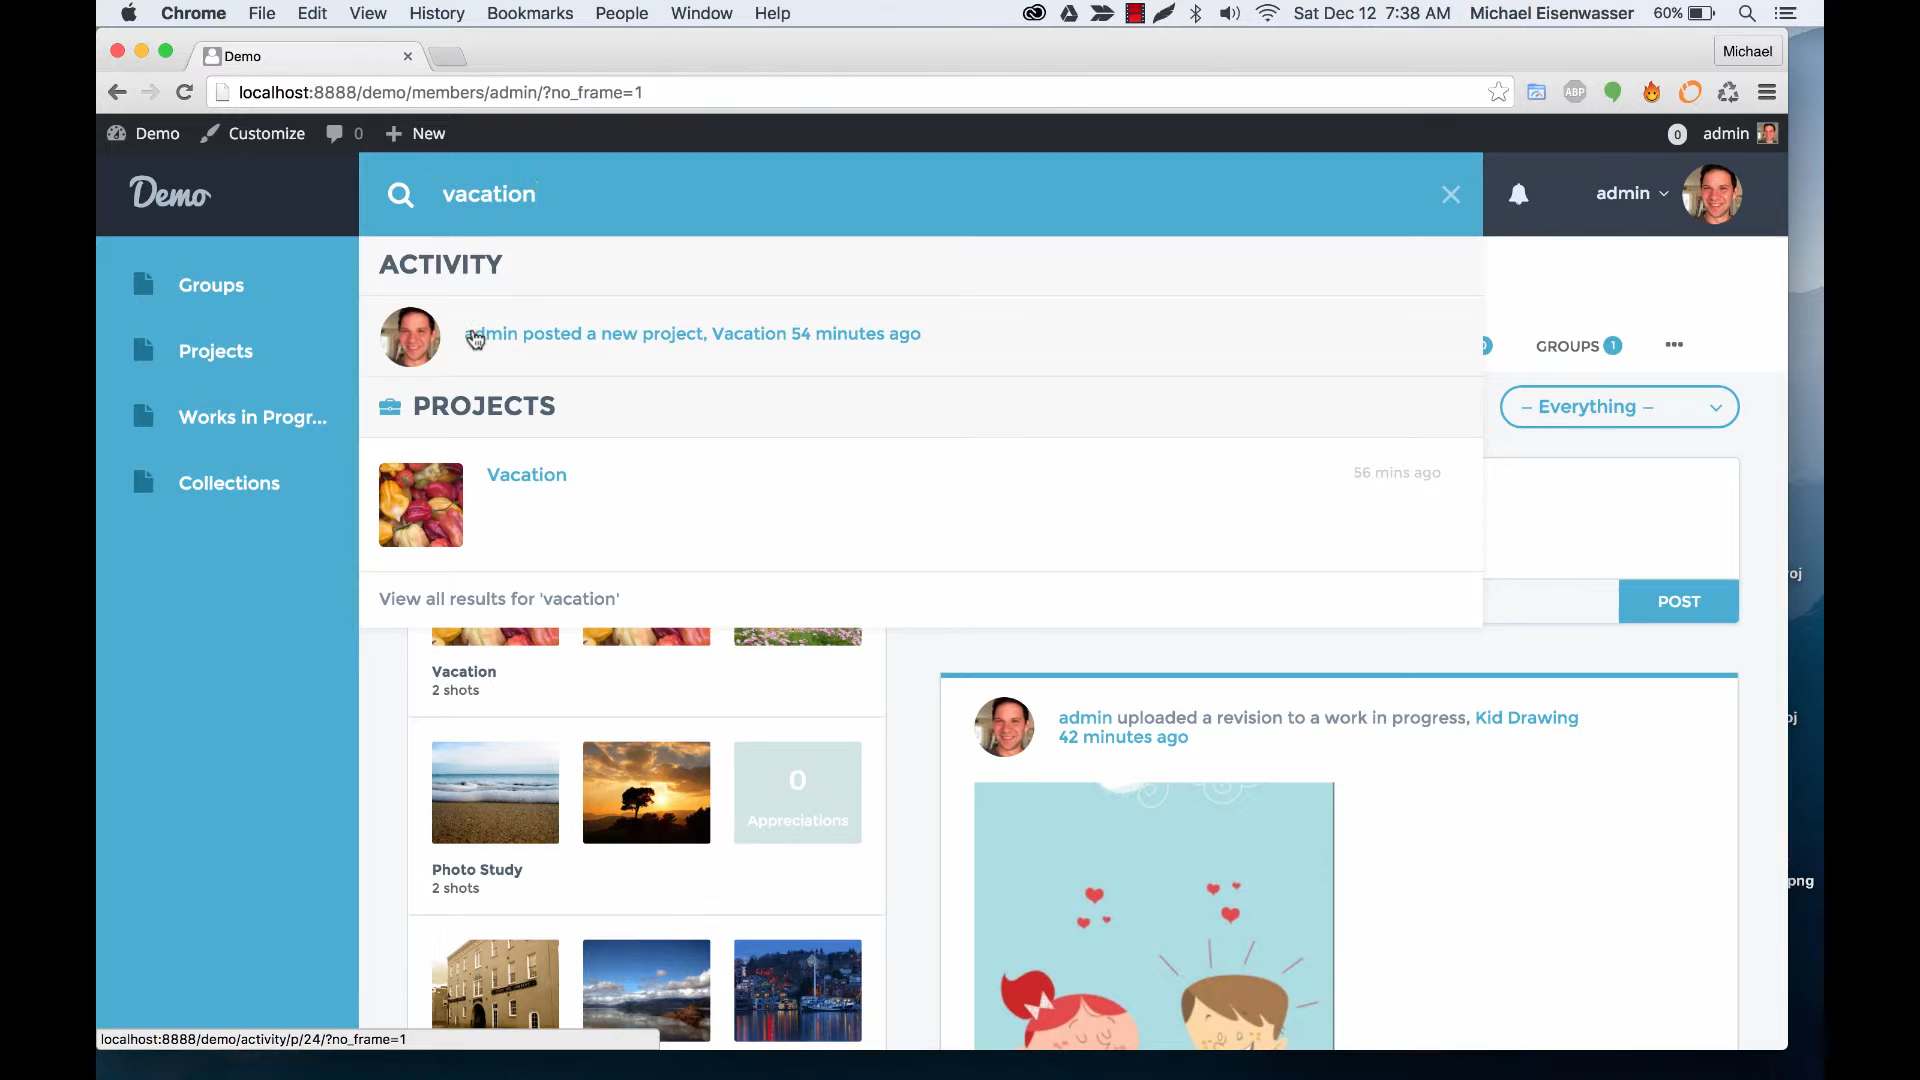 Chrome File Edit View History Bookmarks People Window Help Sat Dec 12 7:38 AM Michael Eisenwasser 60%
Demo Michael
localhost:8888/demo/members/admin/?no_frame=1 ABP
Demo Customize 0 New 0 admin
Demo vacation admin
ACTIVITY
Groups
admin posted a new project, Vacation 54 minutes ago
GROUPS 1
Projects
PROJECTS
– Everything –
Works in Progr...
Vacation 56 mins ago
Collections
View all results for 'vacation'
POST
Vacation
2 shots
admin uploaded a revision to a work in progress, Kid Drawing
42 minutes ago
0
Appreciations
Photo Study
2 shots
png
localhost:8888/demo/activity/p/24/?no_frame=1